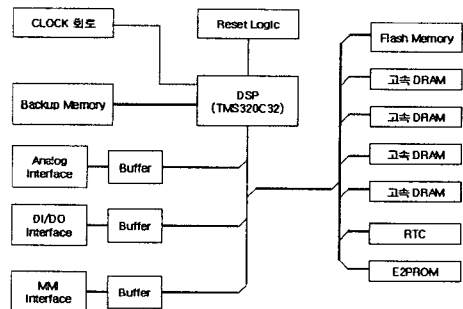 CLOCK 회로
Reset Logic
Flash Memory
DSP
(TMS320C32)
고속 DRAM
Backup Memory
고속 DRAM
고속 DRAM
Analog
Interface
Buffer
고속 DRAM
DI/DO
Interface
Buffer
RTC
E2PROM
MMI
Interface
Buffer